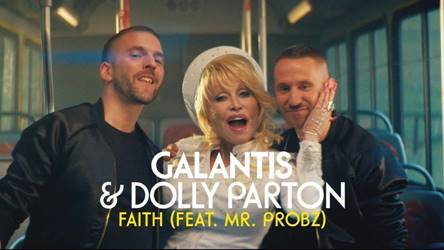 GALANTIS
& DOLLY PARTON
FAITH (FEAT. MR. PROBZ)